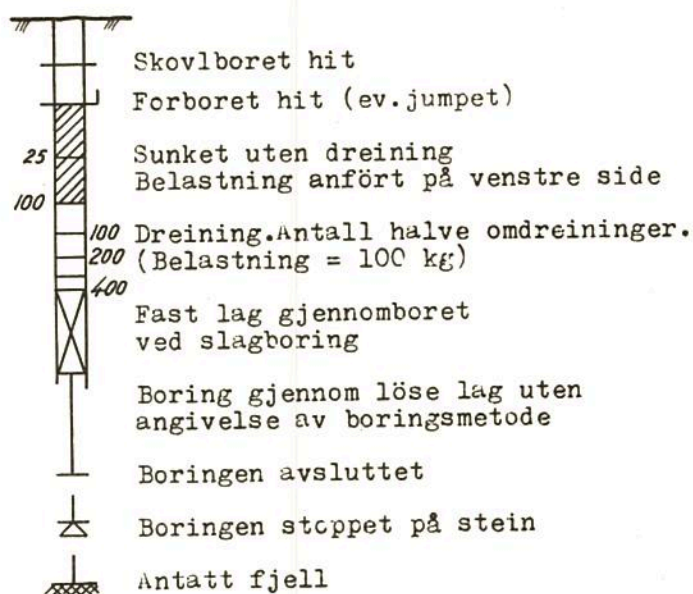 Skovlboret hit
Forboret hit (ev.jumpet)
25 Sunket uten dreining
Belastning anfört på venstre side
100
100 Dreining.Antall halve omdreininger.
200 (Belastning = 100 kg)
400
Fast lag gjennomboret
ved slagboring
Boring gjennom löse lag uten
angivelse av boringsmetode
Boringen avsluttet
Boringen stoppet på stein
Antatt fjell